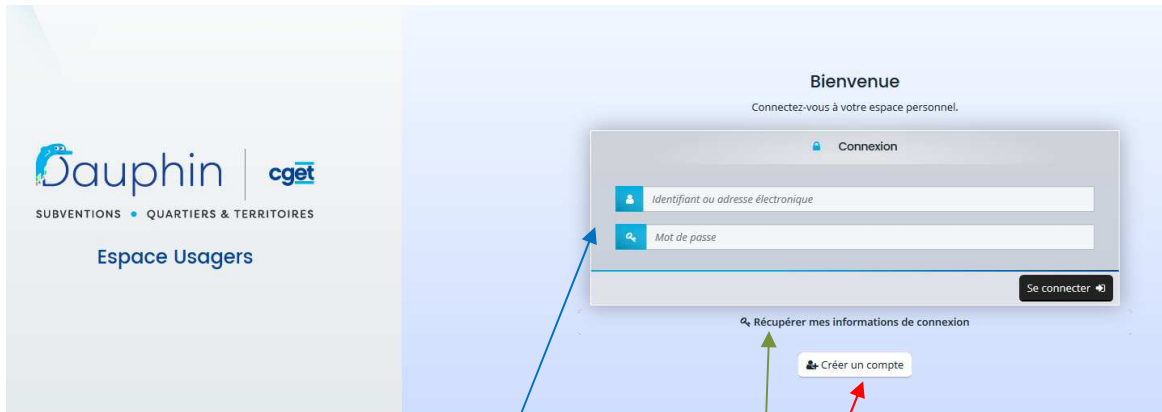 Dauphin
cget
SUBVENTIONS • QUARTIERS & TERRITOIRES
Espace Usagers
Bienvenue
Connectez-vous à votre espace personnel.
Connexion
Identifiant ou adresse électronique
Mot de passe
Se connecter
Récupérer mes informations de connexion
Créer un compte